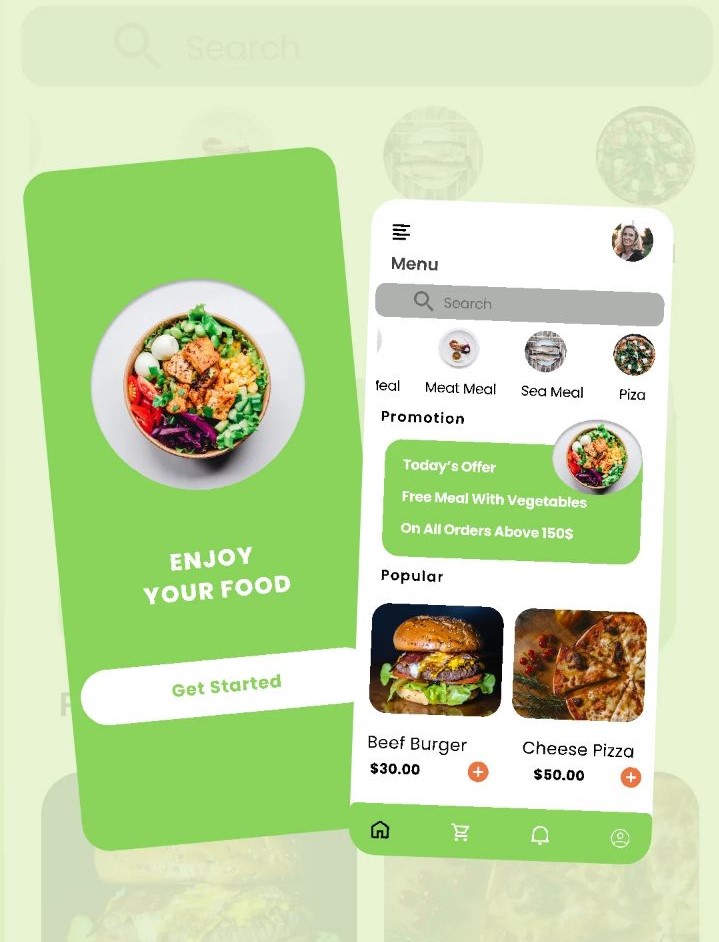 Search
ENJOY
YOUR FOOD
Get Started
Menu
Search
Meal
Meat Meal
Sea Meal
Piza
Promotion
Today's Offer
Free Meal With Vegetables
On All Orders Above 150$
Popular
Beef Burger
Cheese Pizza
$30.00
$50.00